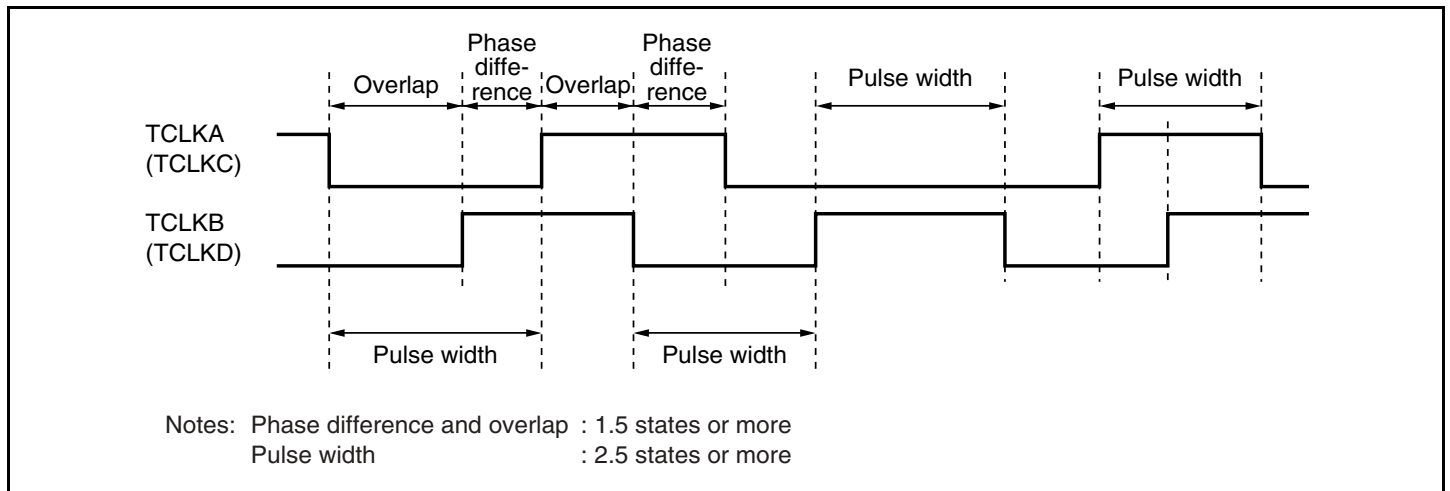 Phase
diffe-
rence
Phase
diffe-
rence
Overlap
Overlap
Pulse width
Pulse width
TCLKA
(TCLKC)
TCLKB
(TCLKD)
Pulse width
Pulse width
Notes: Phase difference and overlap : 1.5 states or more
Pulse width : 2.5 states or more